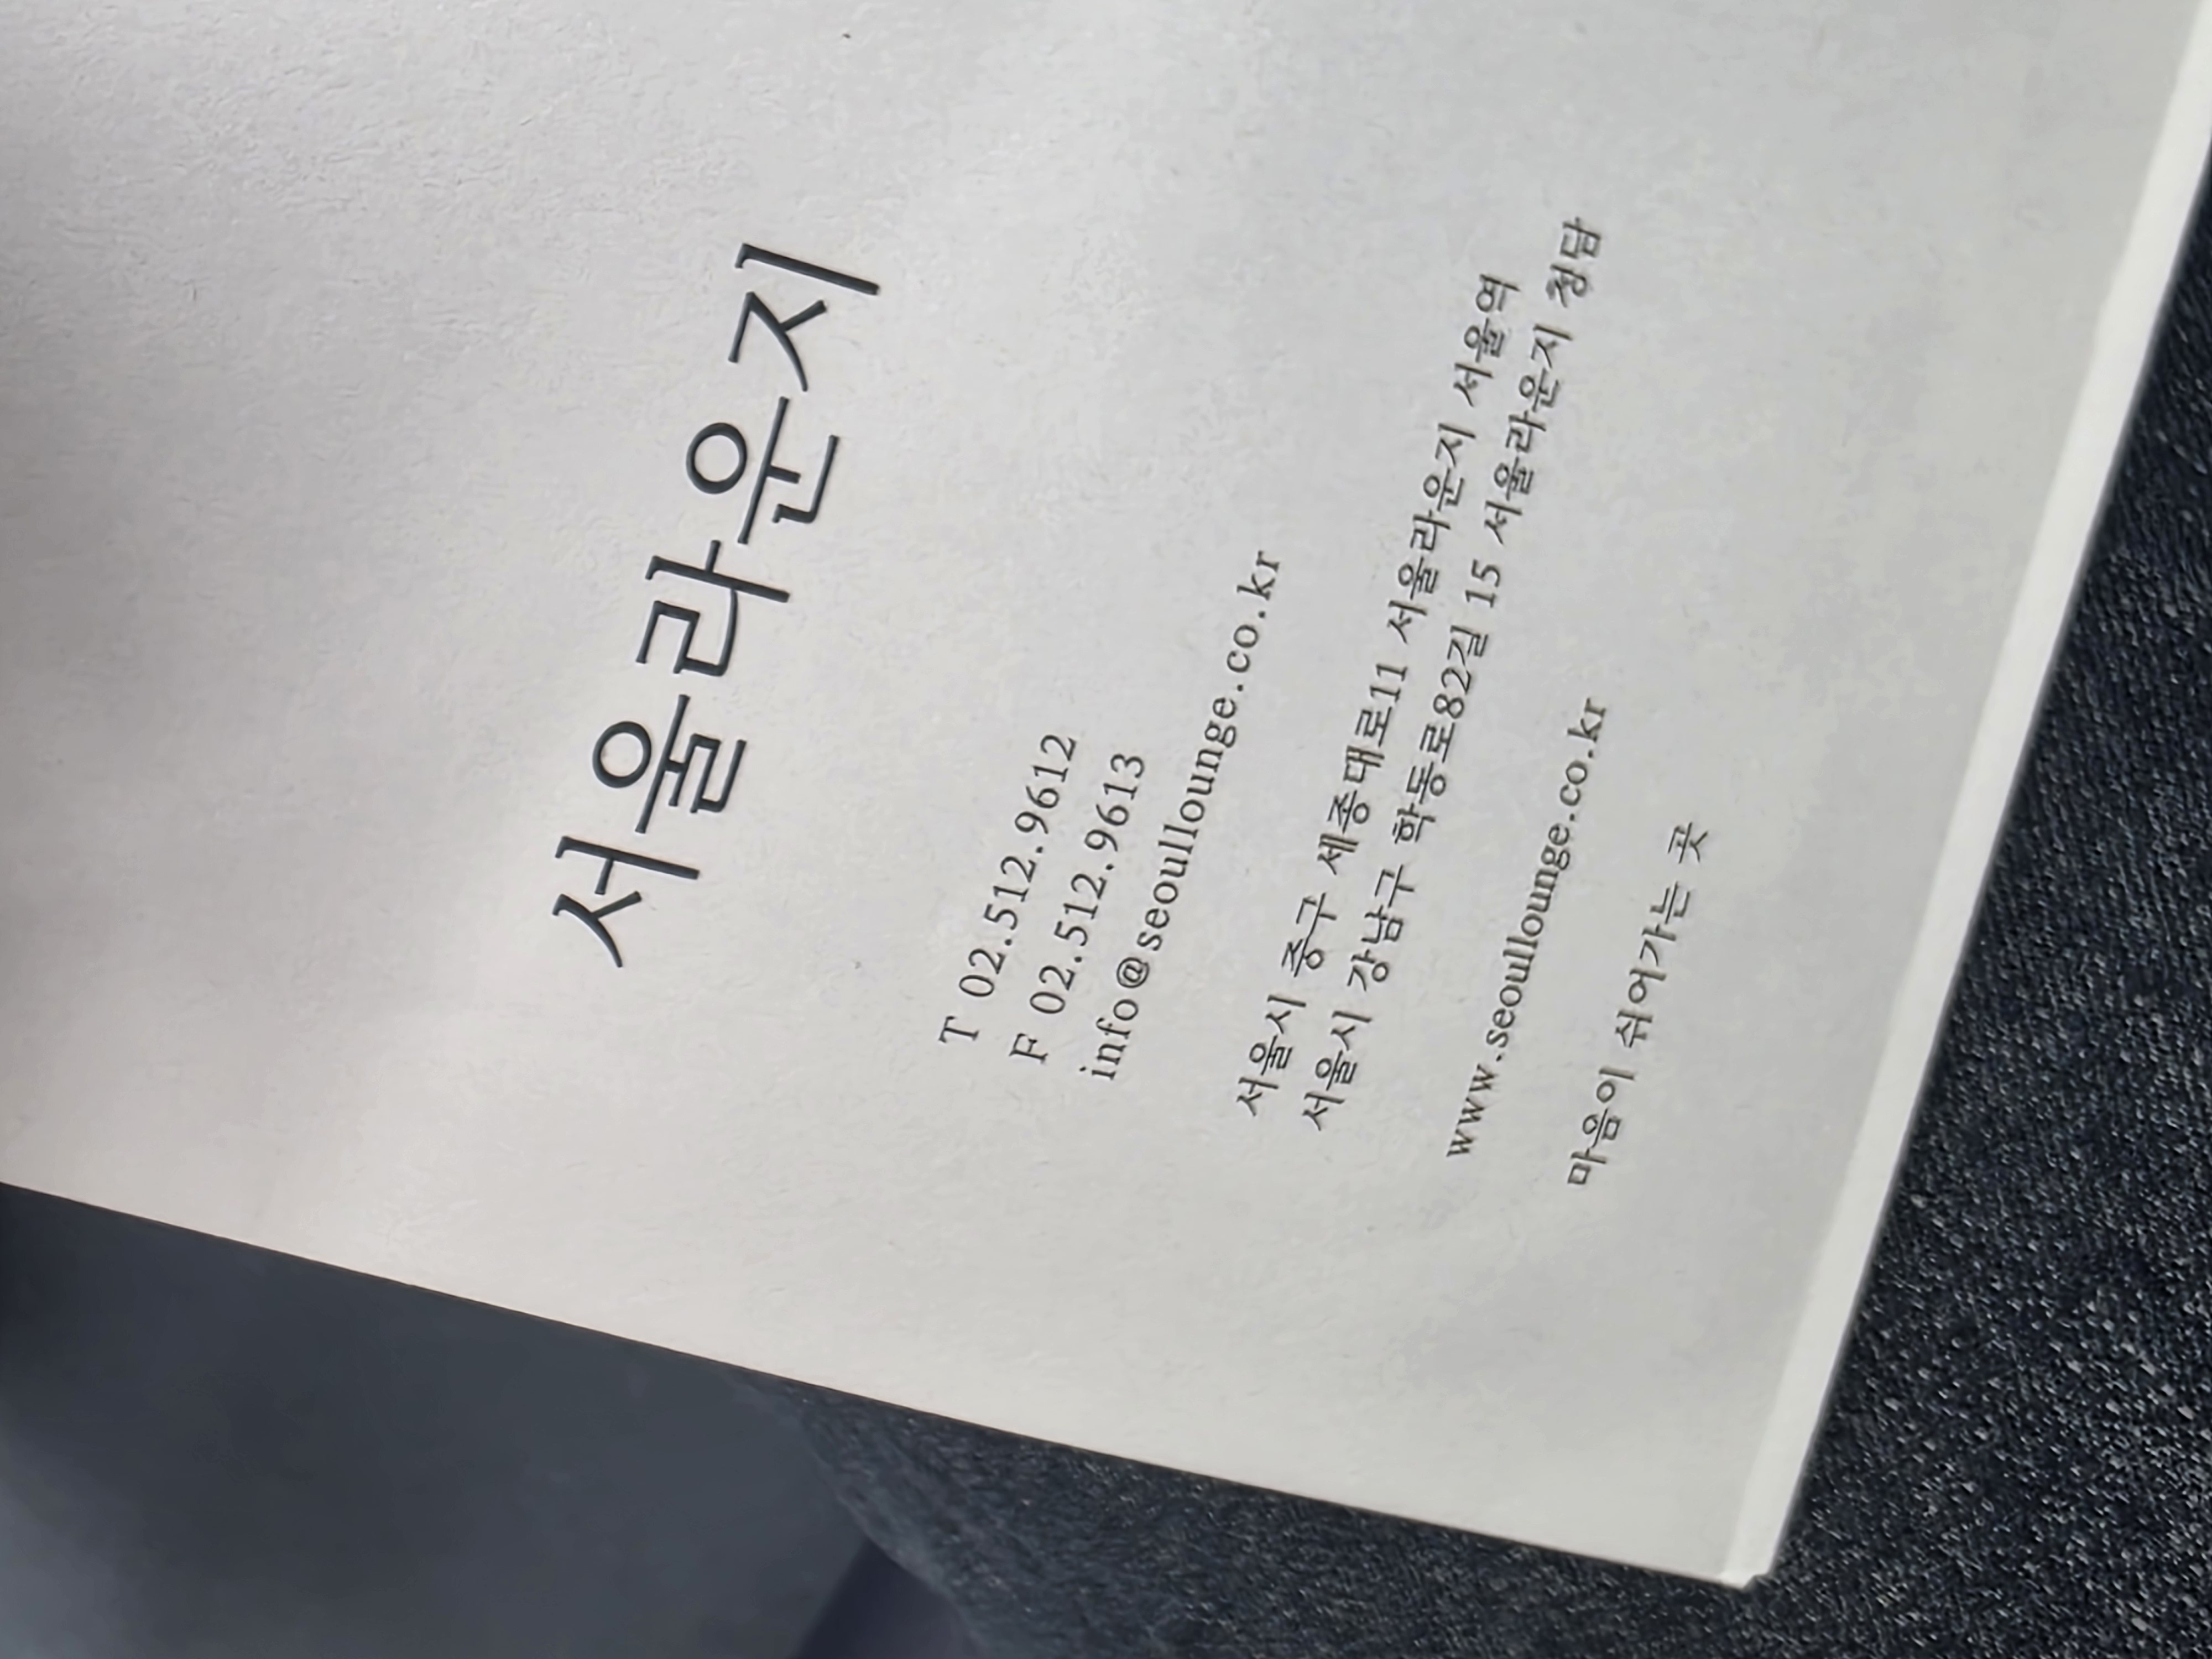 서울라운지
T 02.512.9612
F 02.512.9613
info@seoullounge.co.kr
서울시 중구 세종대로11 서울라운지 서울역
서울시 강남구 학동로82길 15 서울라운지 청담
www.seoullounge.co.kr
마음이 쉬어가는 곳